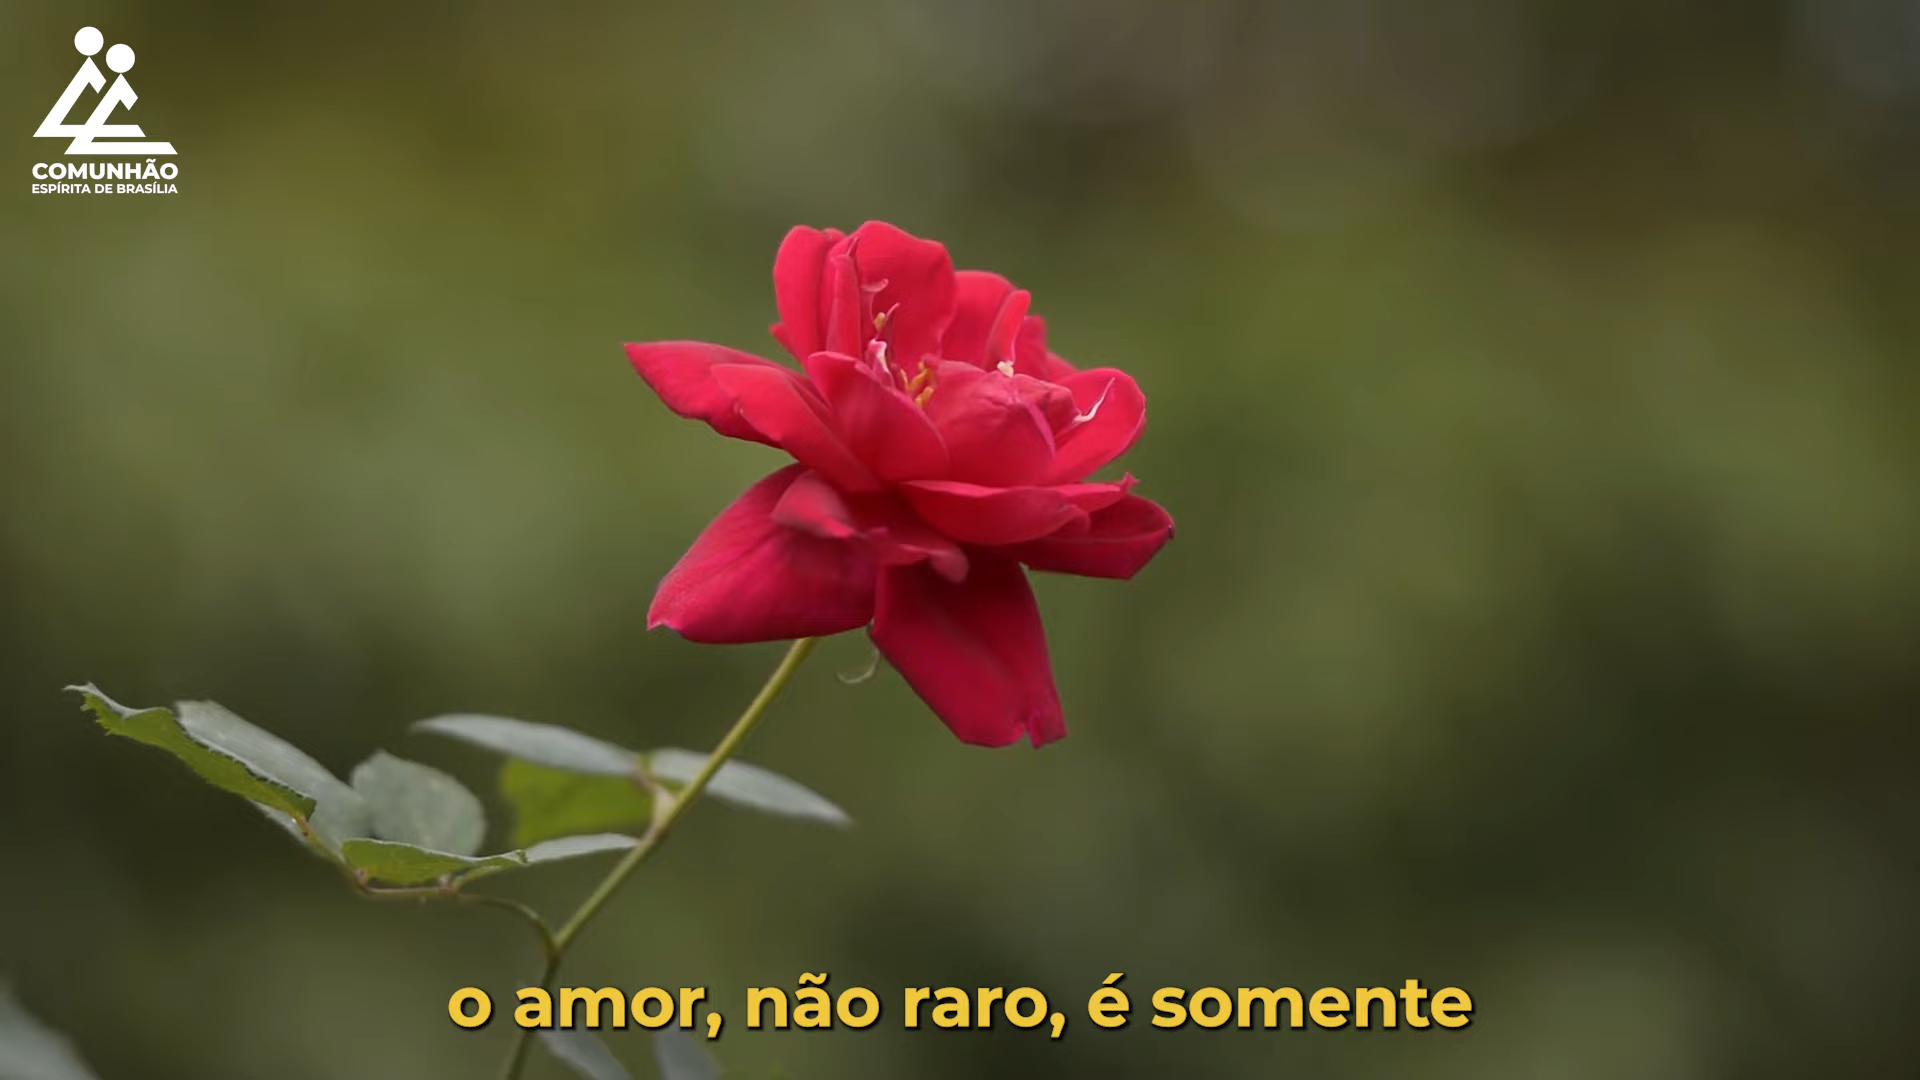 COMUNHÃO
ESPÍRITA DE BRASÍLIA
o amor, não raro, é somente